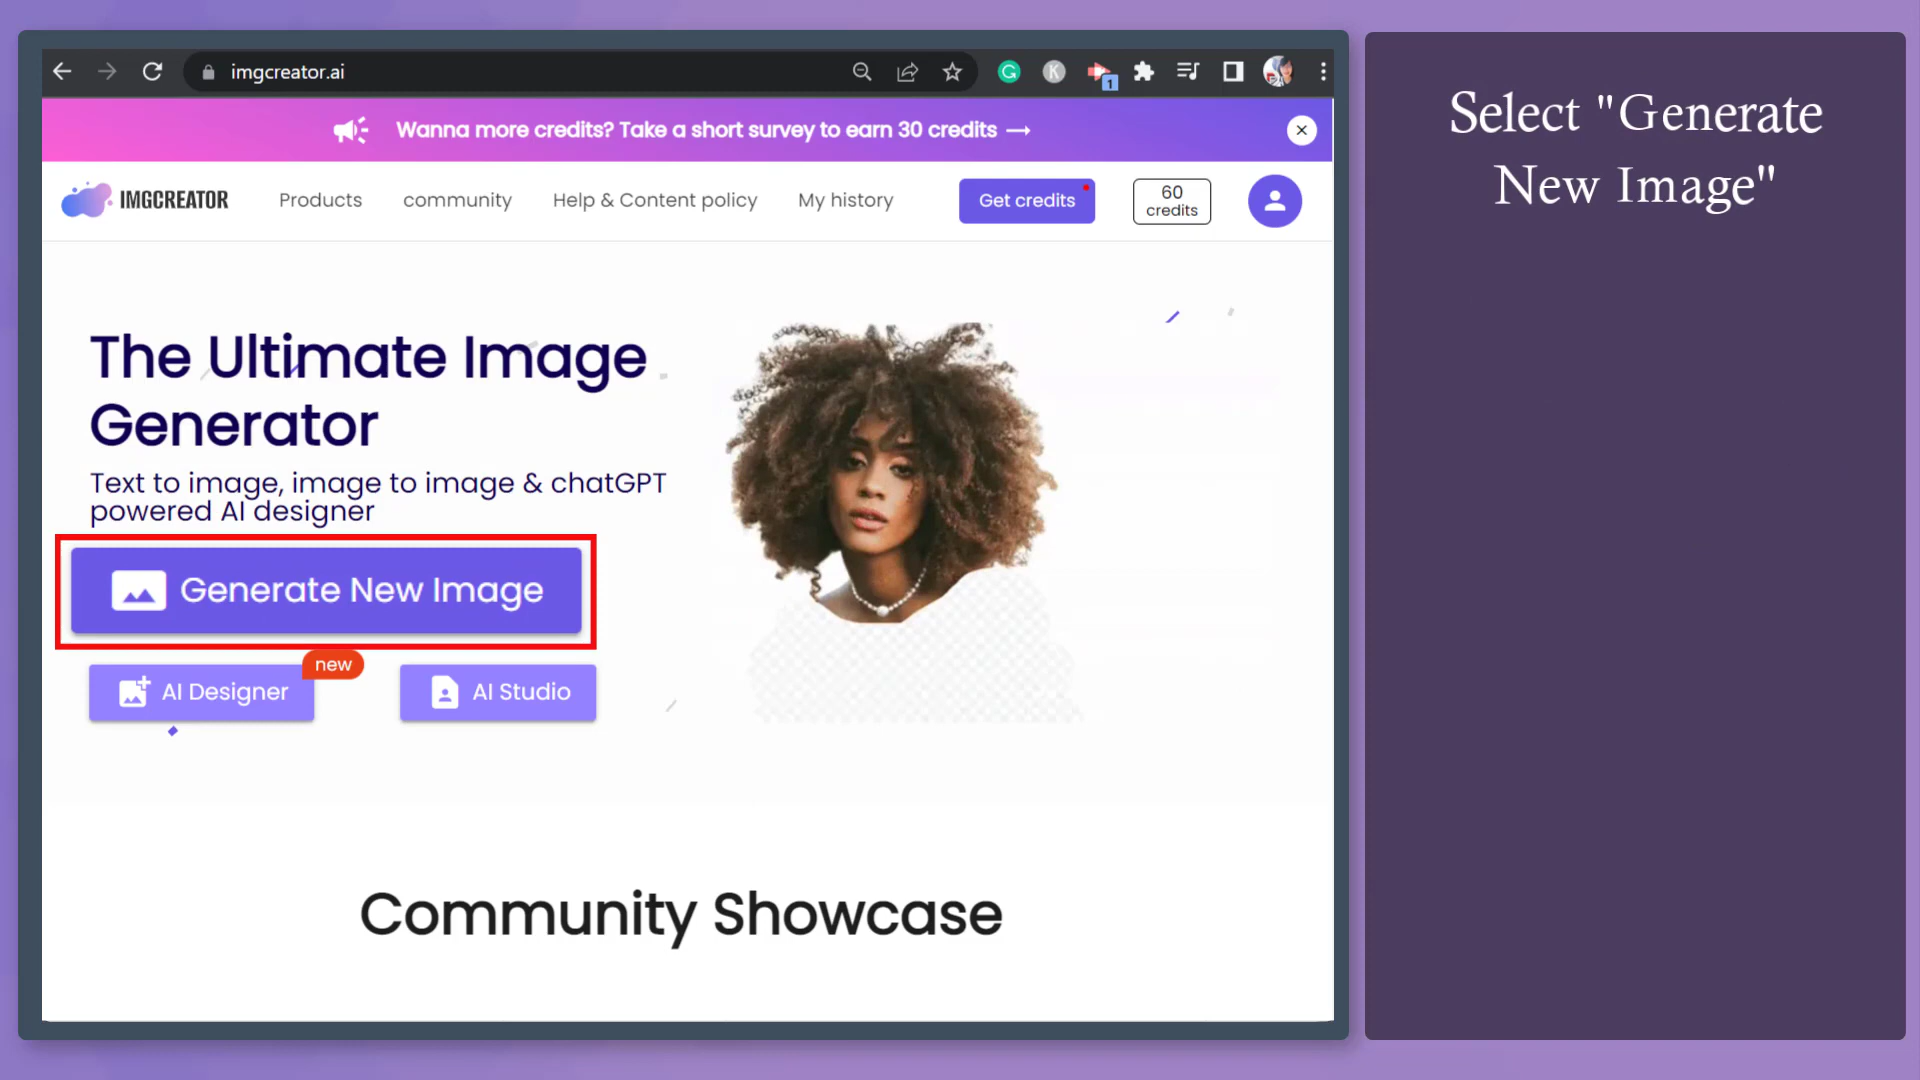 imgcreator.ai
1
Wanna more credits? Take a short survey to earn 30 credits →
IMGCREATOR
Products
community
Help & Content policy
My history
Get credits
60
credits
The Ultimate Image
Generator
Text to image, image to image & chatGPT
powered AI designer
Generate New Image
new
AI Designer
AI Studio
Community Showcase
Select "Generate
New Image"